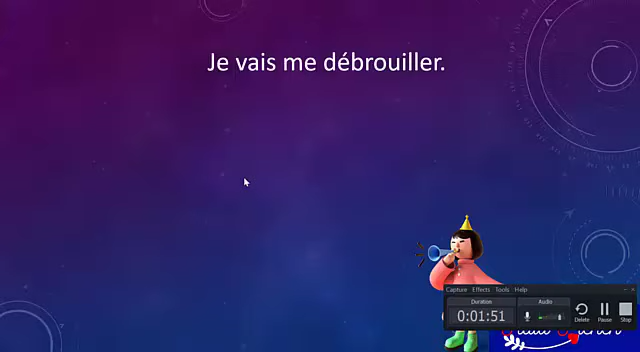 Je vais me débrouiller.
Capture Effects Tools Help
Duration Audio
0:01:51
Delete Pause Stop